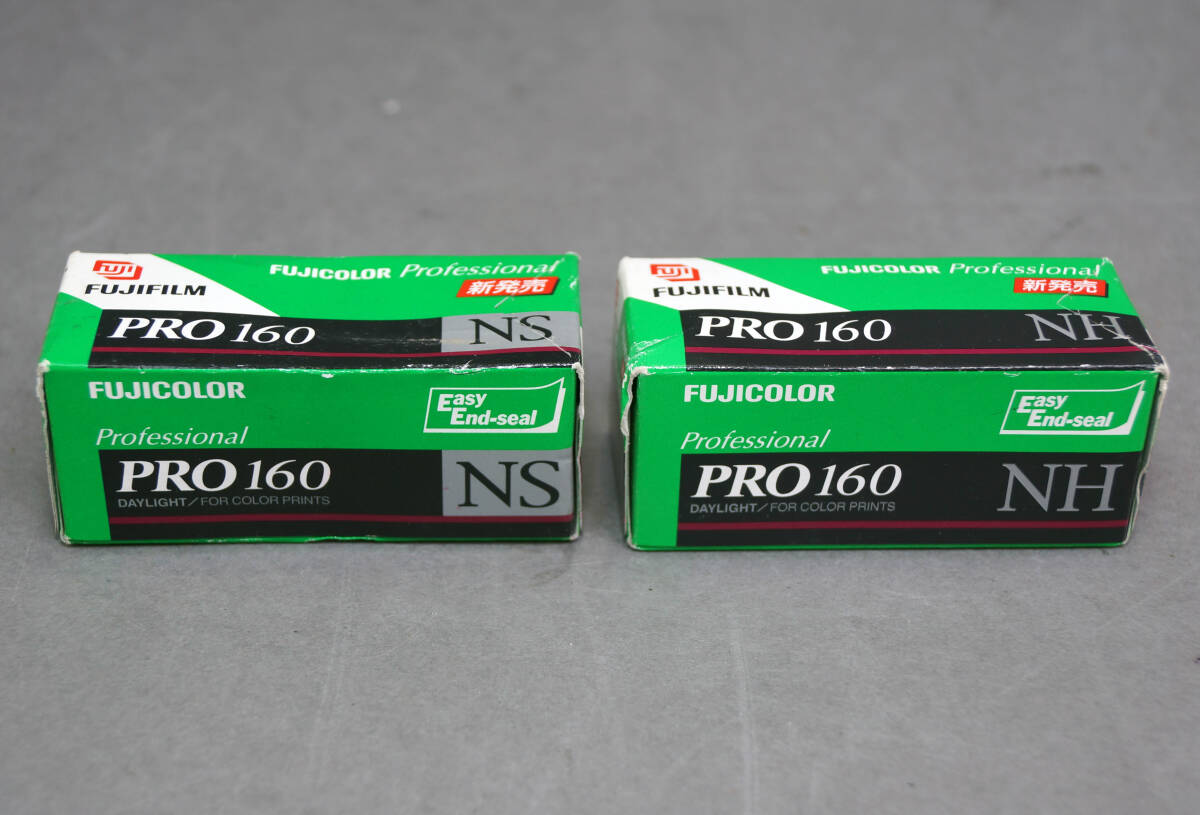 FUJI
FUJIFILM
FUJICOLOR Professional
新発売
PRO 160
NS
FUJICOLOR
Easy
End-seal
Professional
PRO 160
NS
DAYLIGHT/FOR COLOR PRINTS
FUJI
FUJIFILM
FUJICOLOR Professional
新発売
PRO 160
NH
FUJICOLOR
Easy
End-seal
Professional
PRO 160
NH
DAYLIGHT/FOR COLOR PRINTS